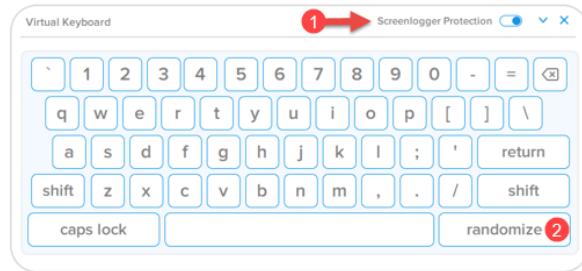 Virtual Keyboard 1 Screenlogger Protection
` 1 2 3 4 5 6 7 8 9 0 - =
q w e r t y u i o p [ ] \
a s d f g h j k l ; ' return
shift z x c v b n m , . / shift
caps lock randomize 2